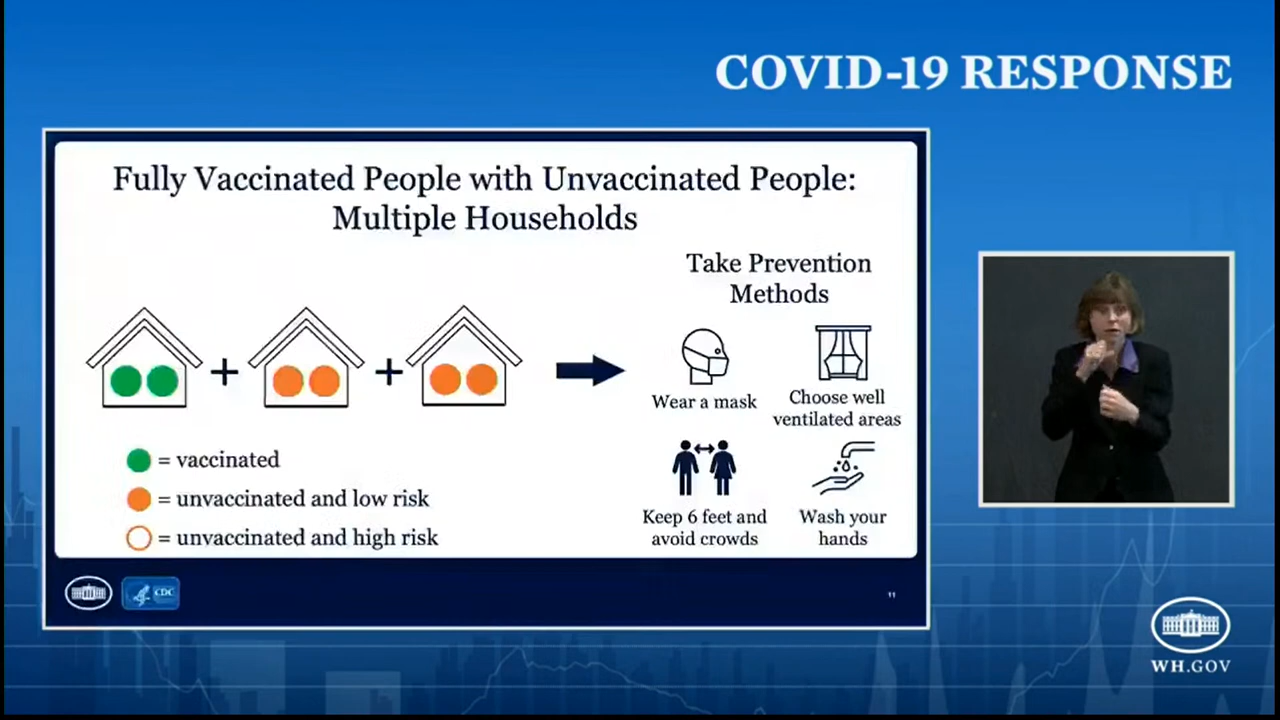 COVID-19 RESPONSE
Fully Vaccinated People with Unvaccinated People:
Multiple Households
Take Prevention
Methods
Wear a mask
Choose well
ventilated areas
= vaccinated
= unvaccinated and low risk
= unvaccinated and high risk
Keep 6 feet and
avoid crowds
Wash your
hands
CDC
11
WH.GOV